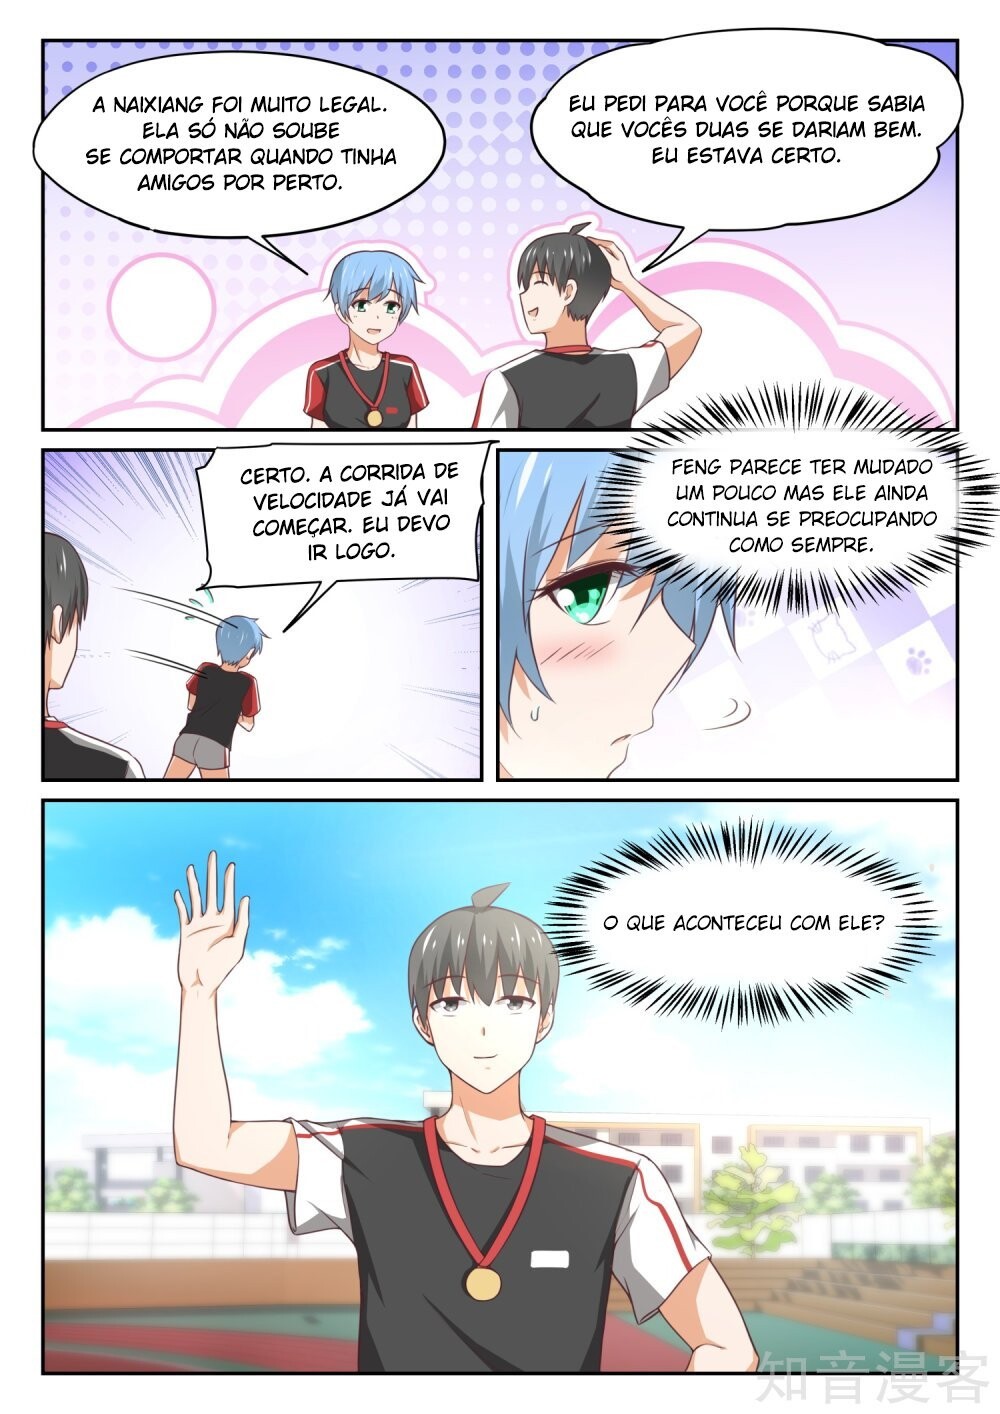 A NAIXIANG FOI MUITO LEGAL.
ELA SÓ NÃO SOUBE
SE COMPORTAR QUANDO TINHA
AMIGOS POR PERTO.
EU PEDI PARA VOCÊ PORQUE SABIA
QUE VOCÊS DUAS SE DARIAM BEM.
EU ESTAVA CERTO.
CERTO. A CORRIDA DE
VELOCIDADE JÁ VAI
COMEÇAR. EU DEVO
IR LOGO.
FENG PARECE TER MUDADO
UM POUCO MAS ELE AINDA
CONTINUA SE PREOCUPANDO
COMO SEMPRE.
O QUE ACONTECEU COM ELE?
知音漫客